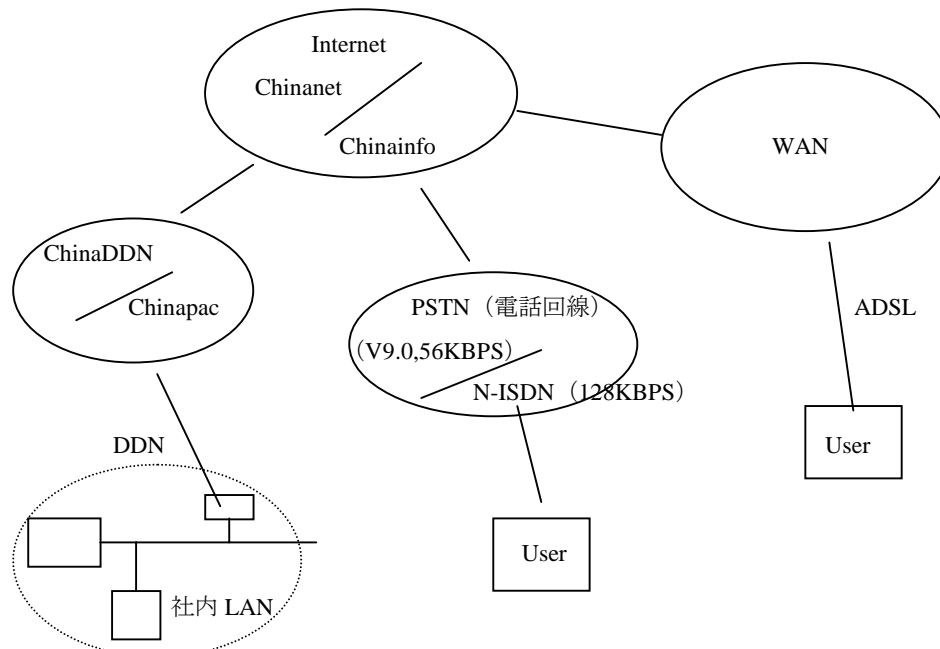 Internet
Chinanet
Chinainfo
WAN
ChinaDDN
Chinapac
PSTN（電話回線）
（V9.0,56KBPS）
N-ISDN（128KBPS）
ADSL
User
DDN
User
社内 LAN